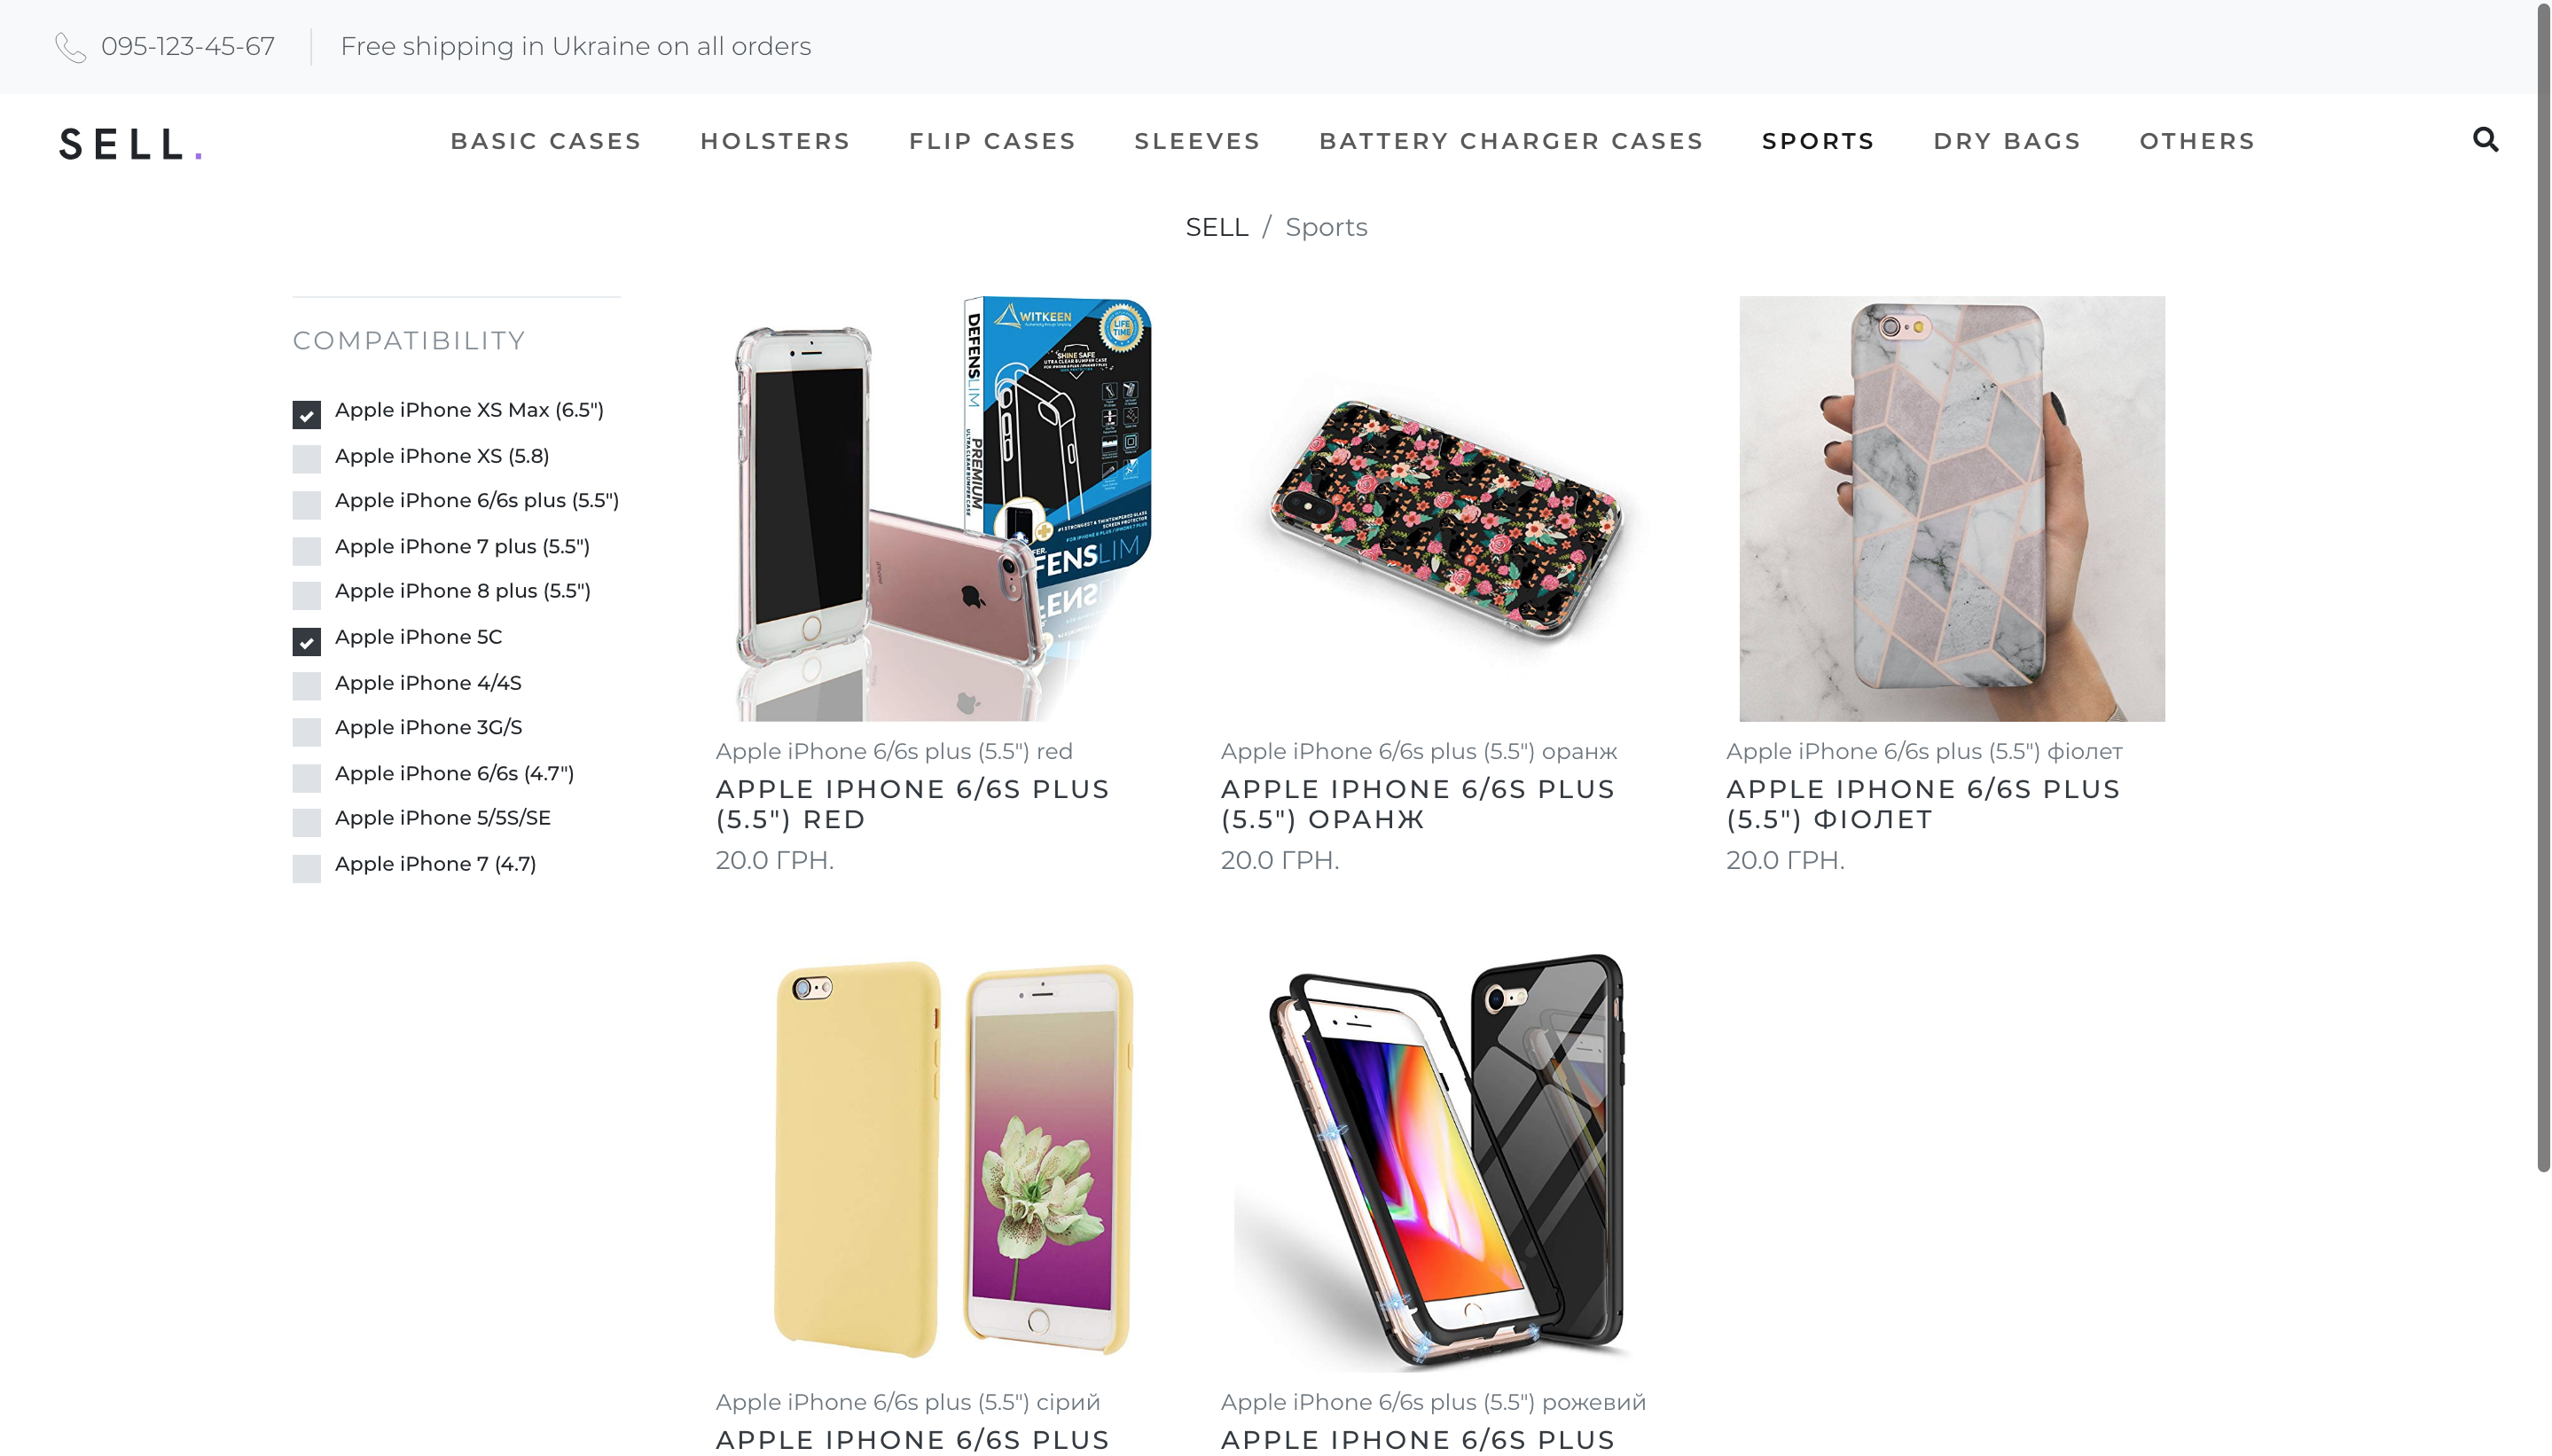 095-123-45-67
Free shipping in Ukraine on all orders
SELL.
BASIC CASES
HOLSTERS
FLIP CASES
SLEEVES
BATTERY CHARGER CASES
SPORTS
DRY BAGS
OTHERS
SELL / Sports
COMPATIBILITY
Apple iPhone XS Max (6.5")
Apple iPhone XS (5.8)
Apple iPhone 6/6s plus (5.5")
Apple iPhone 7 plus (5.5")
Apple iPhone 8 plus (5.5")
Apple iPhone 5C
Apple iPhone 4/4S
Apple iPhone 3G/S
Apple iPhone 6/6s (4.7")
Apple iPhone 5/5S/SE
Apple iPhone 7 (4.7)
WITKEEN
LIFE
TIME
DEFENSLIM
SHINE SAFE
PREMIUM
FENSLIM
Apple iPhone 6/6s plus (5.5") red
APPLE IPHONE 6/6S PLUS
(5.5") RED
20.0 ГРН.
Apple iPhone 6/6s plus (5.5") оранж
APPLE IPHONE 6/6S PLUS
(5.5") ОРАНЖ
20.0 ГРН.
Apple iPhone 6/6s plus (5.5") фіолет
APPLE IPHONE 6/6S PLUS
(5.5") ФІОЛЕТ
20.0 ГРН.
Apple iPhone 6/6s plus (5.5") сірий
APPLE IPHONE 6/6S PLUS
Apple iPhone 6/6s plus (5.5") рожевий
APPLE IPHONE 6/6S PLUS